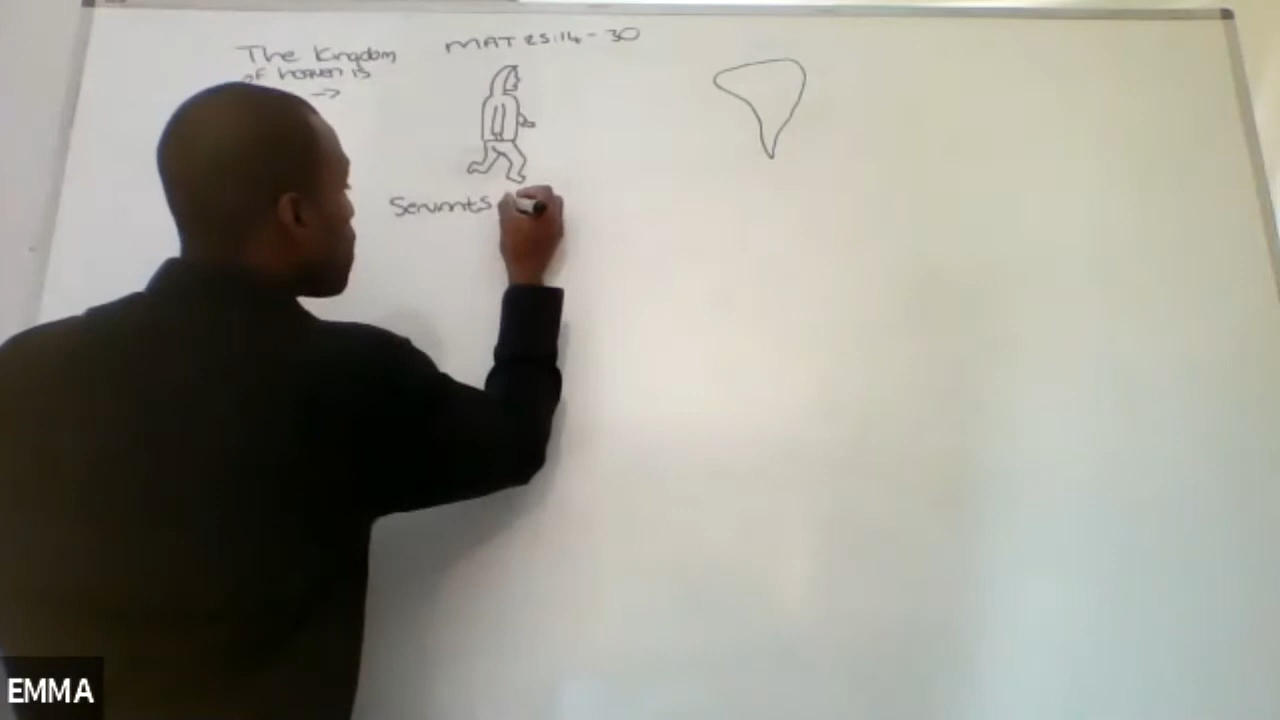 The Kingdom
of heaven is
→
MAT 25:14-30
Servants
EMMA